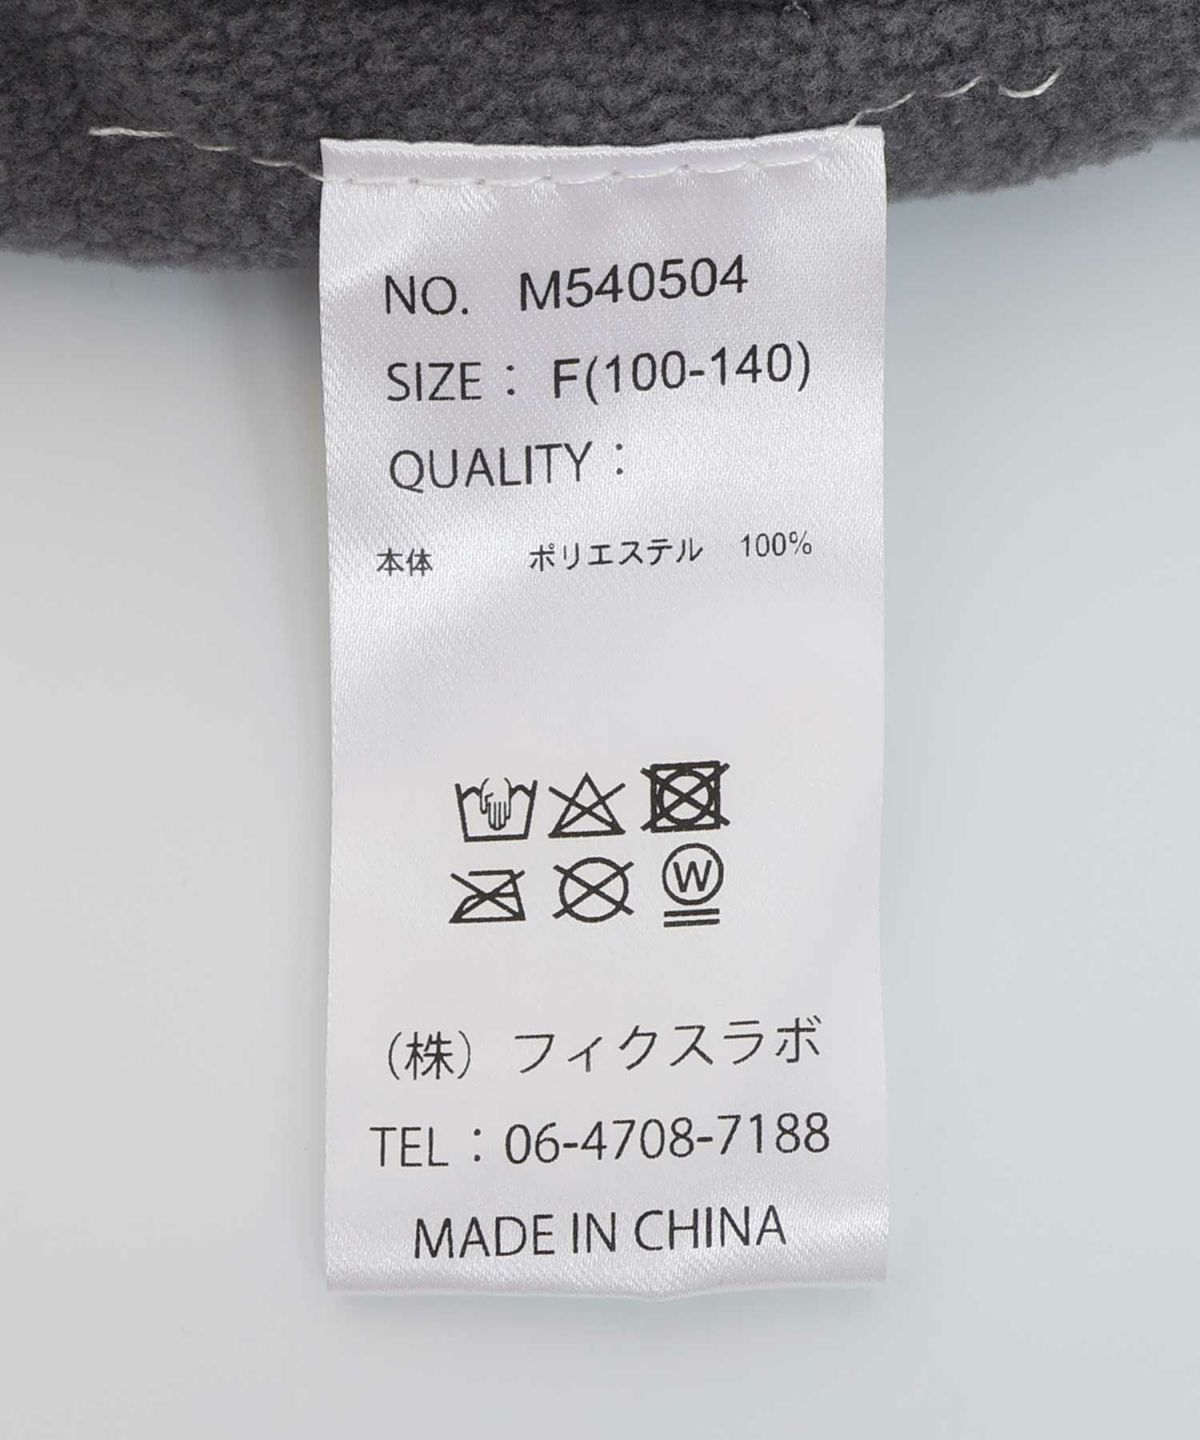 NO. M540504
SIZE： F(100-140)
QUALITY：
本体 ポリエステル 100%
W
（株）フィクスラボ
TEL：06-4708-7188
MADE IN CHINA